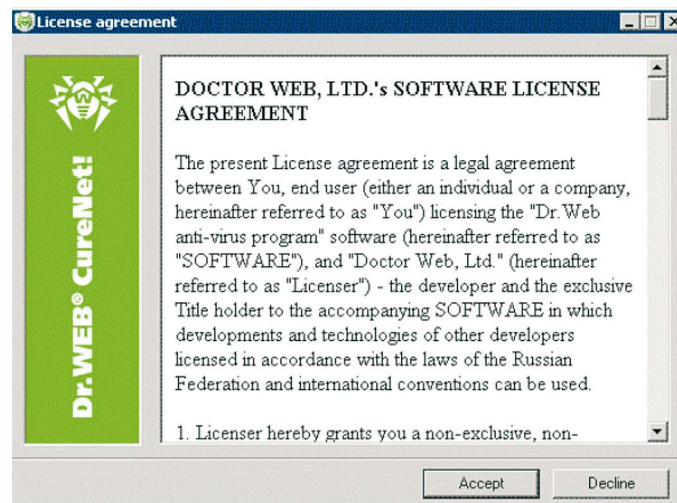 License agreement
Dr.WEB® CureNet!
DOCTOR WEB, LTD.'s SOFTWARE LICENSE
AGREEMENT
The present License agreement is a legal agreement
between You, end user (either an individual or a company,
hereinafter referred to as "You") licensing the "Dr.Web
anti-virus program" software (hereinafter referred to as
"SOFTWARE"), and "Doctor Web, Ltd." (hereinafter
referred to as "Licenser") - the developer and the exclusive
Title holder to the accompanying SOFTWARE in which
developments and technologies of other developers
licensed in accordance with the laws of the Russian
Federation and international conventions can be used.
1. Licenser hereby grants you a non-exclusive, non-
Accept
Decline